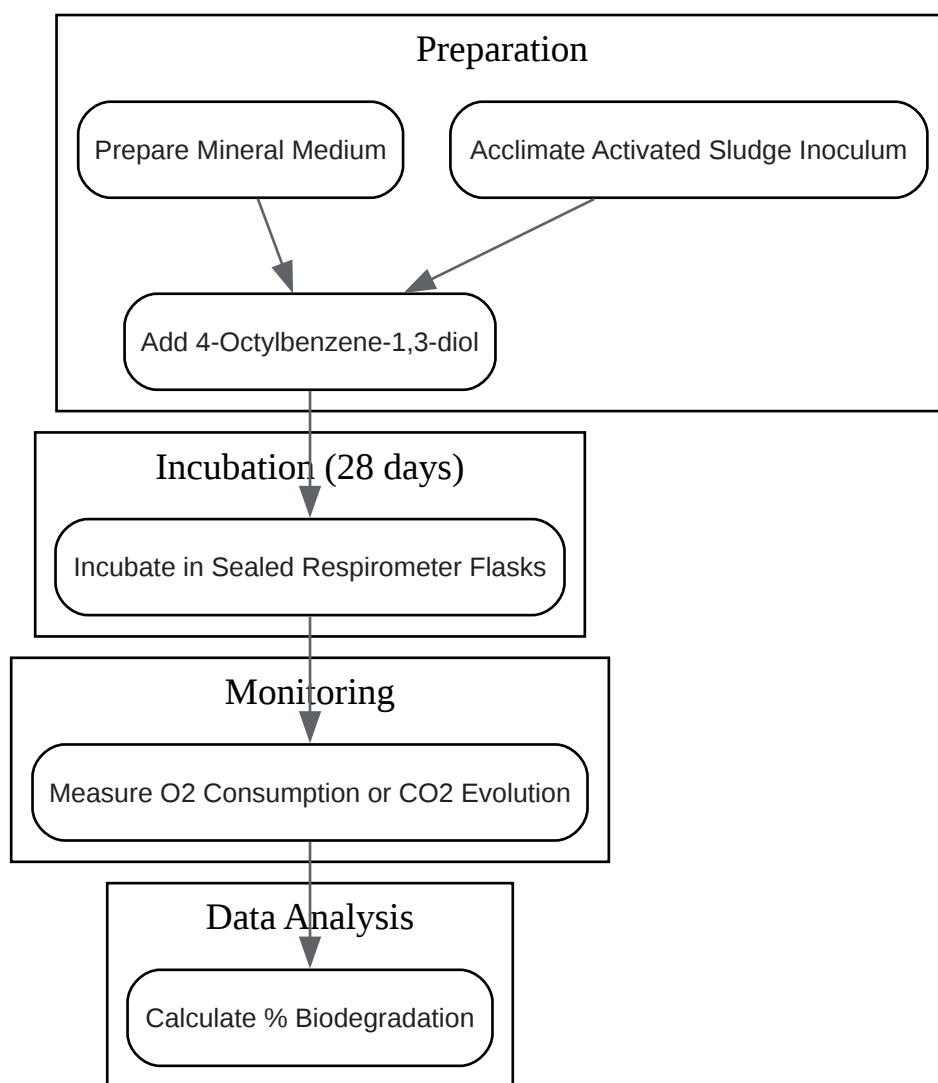 Preparation
Prepare Mineral Medium
Acclimate Activated Sludge Inoculum
Add 4-Octylbenzene-1,3-diol
Incubation (28 days)
Incubate in Sealed Respirometer Flasks
Monitoring
Measure O2 Consumption or CO2 Evolution
Data Analysis
Calculate % Biodegradation